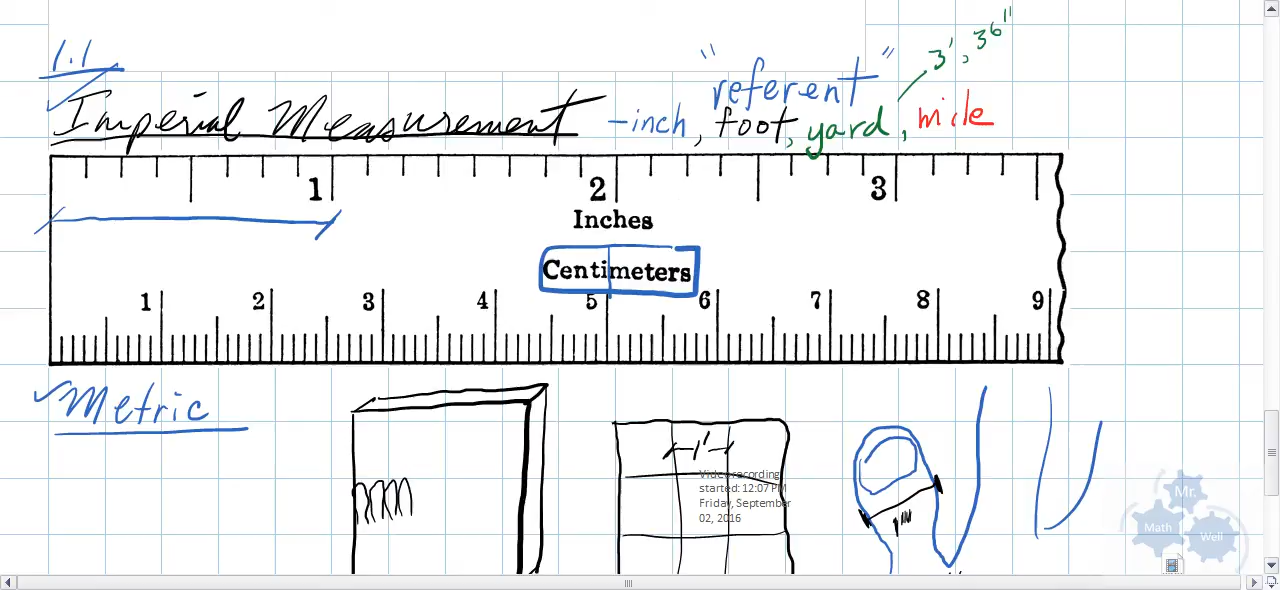 1.1
3', 36"
"referent"
Imperial Measurement -inch, foot, yard, mile
1 2 3
Inches
Centimeters
1 2 3 4 5 6 7 8 9
Metric
1'
Video recording
started: 12:07 PM
Friday, September
02, 2016
1"
Mr.
Math Well